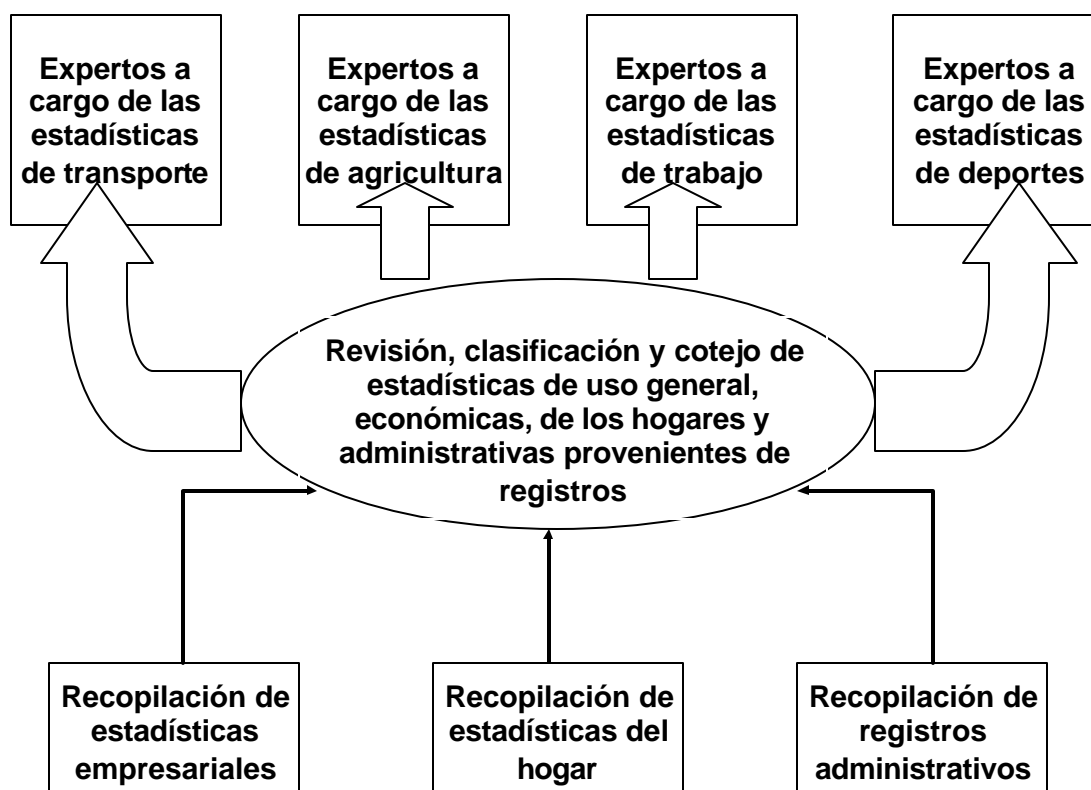 Expertos a
cargo de las
estadísticas
de transporte
Expertos a
cargo de las
estadísticas
de agricultura
Expertos a
cargo de las
estadísticas
de trabajo
Expertos a
cargo de las
estadísticas
de deportes
Revisión, clasificación y cotejo de
estadísticas de uso general,
económicas, de los hogares y
administrativas provenientes de
registros
Recopilación de
estadísticas
empresariales
Recopilación de
estadísticas del
hogar
Recopilación de
registros
administrativos